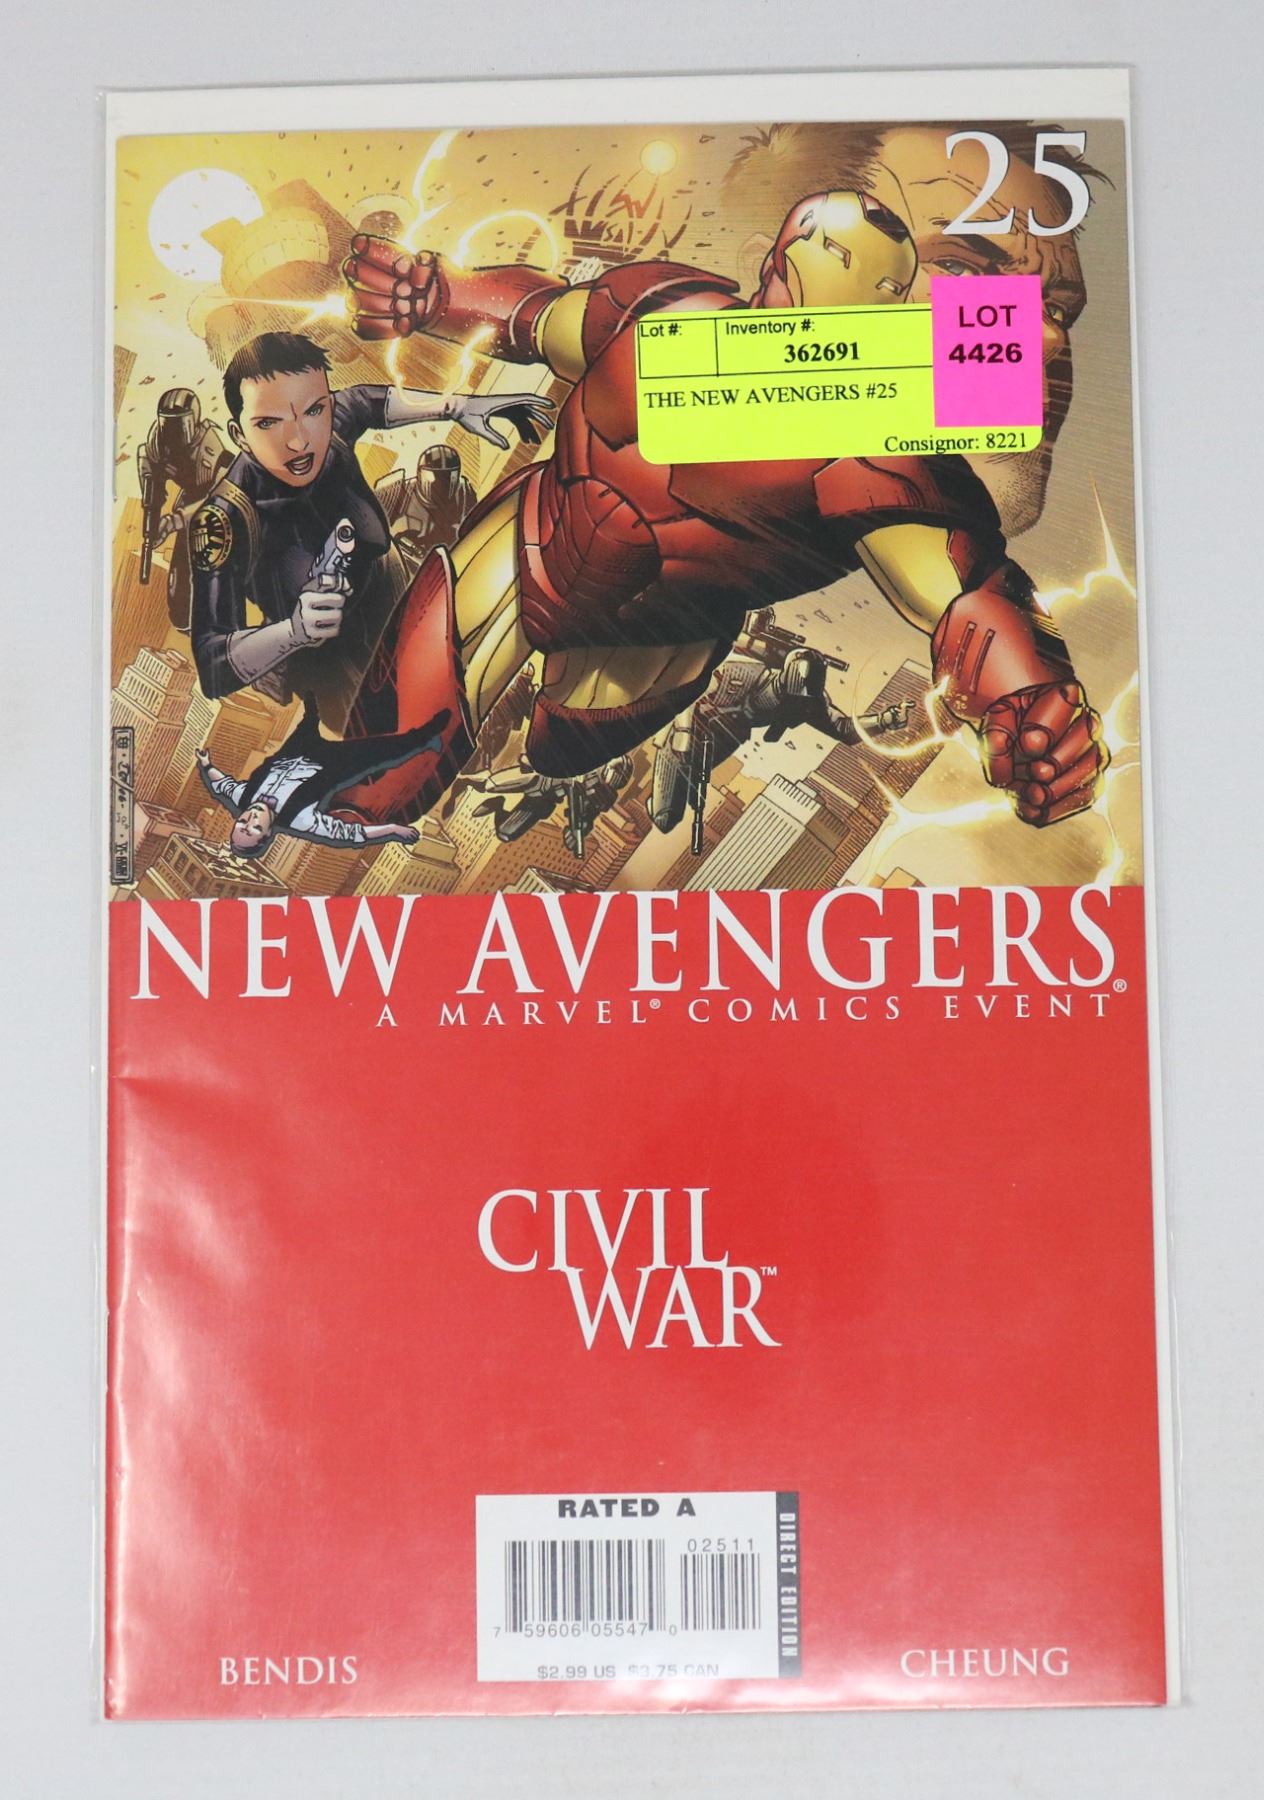 25
Lot #:
Inventory #:
362691
LOT
4426
THE NEW AVENGERS #25
Consignor: 8221
NEW AVENGERS®
A MARVEL® COMICS EVENT
CIVIL
WAR™
RATED A
02511
7 59606 05547 0
DIRECT EDITION
$2.99 US $3.75 CAN
BENDIS
CHEUNG